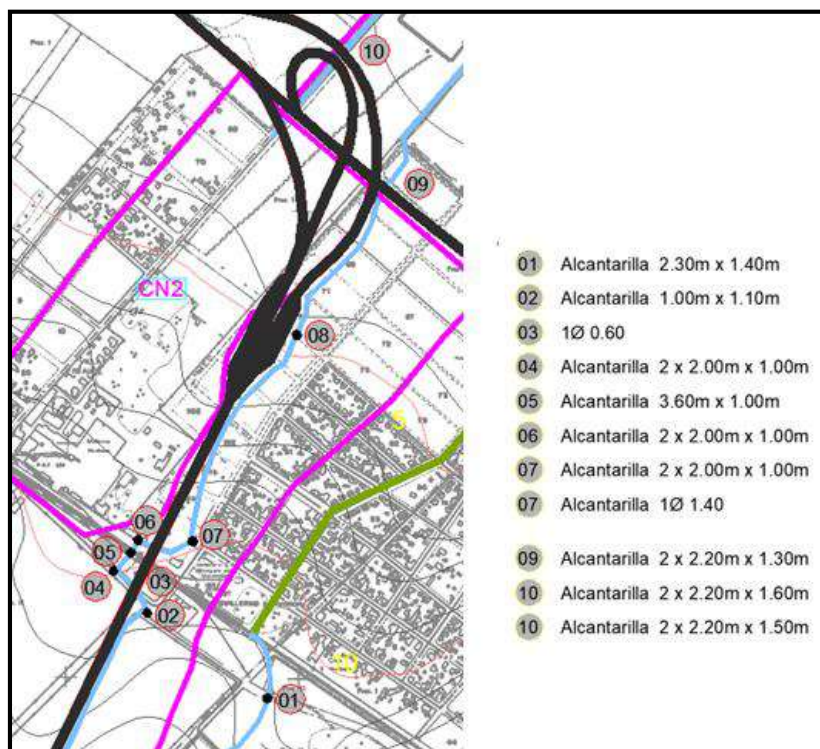 10
09
CN2
08
5
06
07
05
04
03
02
10
01
01 Alcantarilla 2.30m x 1.40m
02 Alcantarilla 1.00m x 1.10m
03 1Ø 0.60
04 Alcantarilla 2 x 2.00m x 1.00m
05 Alcantarilla 3.60m x 1.00m
06 Alcantarilla 2 x 2.00m x 1.00m
07 Alcantarilla 2 x 2.00m x 1.00m
07 Alcantarilla 1Ø 1.40
09 Alcantarilla 2 x 2.20m x 1.30m
10 Alcantarilla 2 x 2.20m x 1.60m
10 Alcantarilla 2 x 2.20m x 1.50m